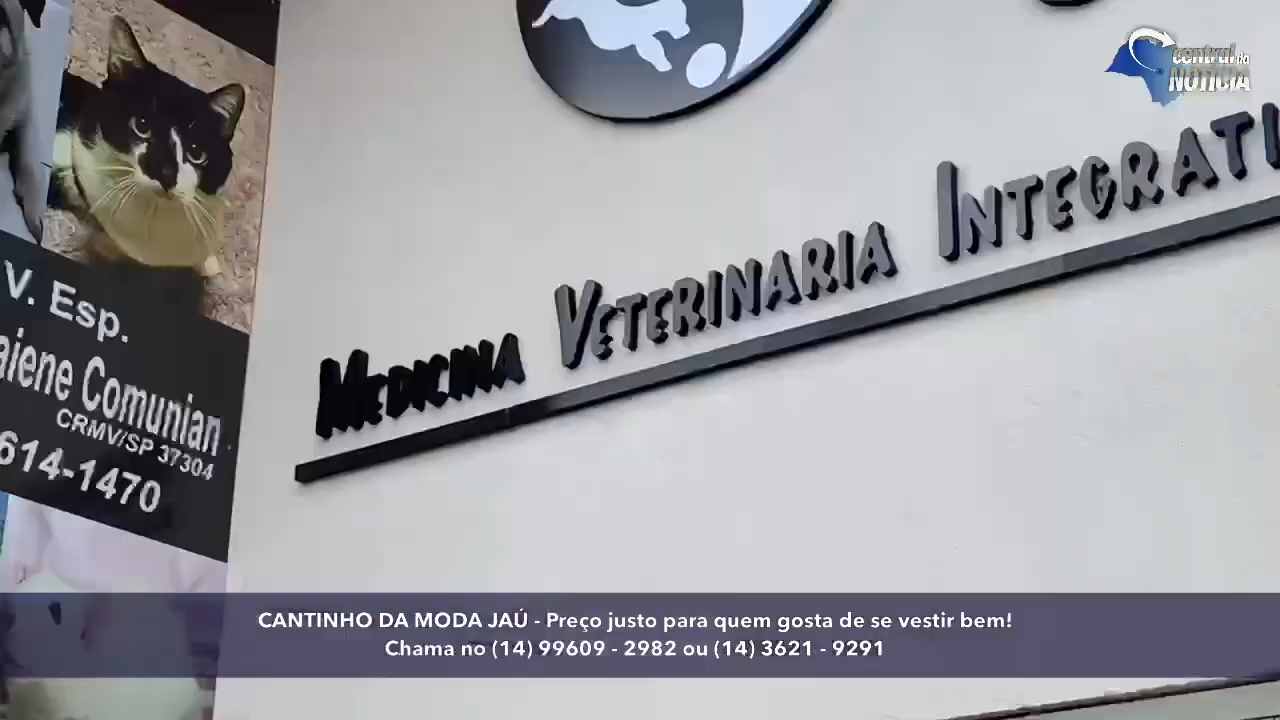 central da
NOTÍCIA
MEDICINA VETERINARIA INTEGRATI
V. Esp.
aiene Comunian
CRMV/SP 37304
614-1470
CANTINHO DA MODA JAÚ - Preço justo para quem gosta de se vestir bem!
Chama no (14) 99609 - 2982 ou (14) 3621 - 9291